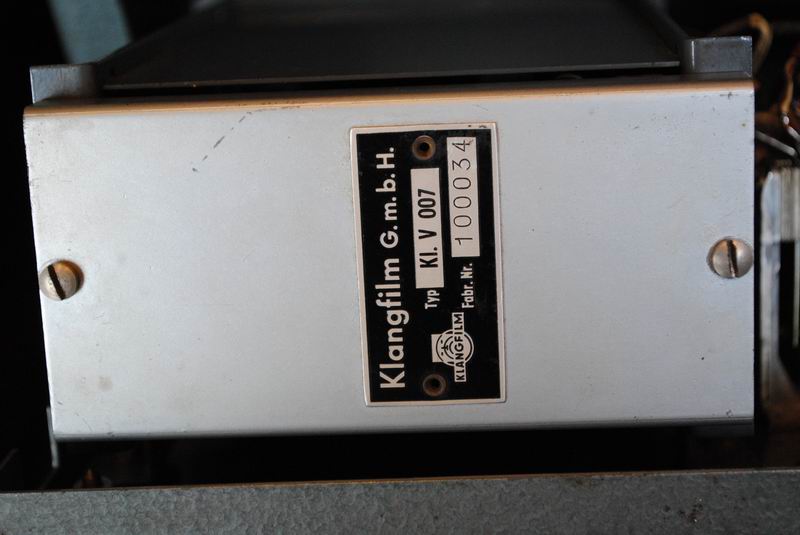 Klangfilm G.m.b.H.
Typ Kl. V 007
Fabr. Nr. 100034
KLANGFILM